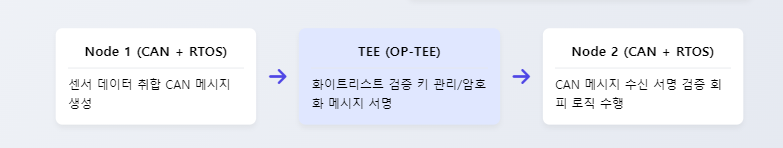 Node 1 (CAN + RTOS)
센서 데이터 취합 CAN 메시지
생성
TEE (OP-TEE)
화이트리스트 검증 키 관리/암호
화 메시지 서명
Node 2 (CAN + RTOS)
CAN 메시지 수신 서명 검증 회
피 로직 수행